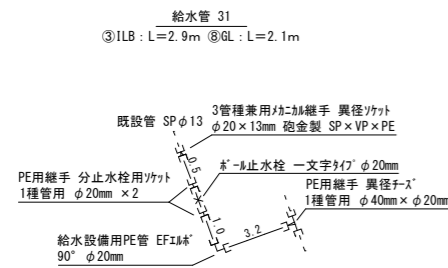 給水管 31
③ILB：L=2.9m ⑧GL：L=2.1m
既設管 SPφ13
3管種兼用ﾒｶﾆｶﾙ継手 異径ｿｹｯﾄ
φ20×13mm 砲金製 SP×VP×PE
0.5
ﾎﾞｰﾙ止水栓 一文字ﾀｲﾌﾟ φ20mm
PE用継手 分止水栓用ｿｹｯﾄ
1種管用 φ20mm ×2
PE用継手 異径ﾁｰｽﾞ
1種管用 φ40mm×φ20mm
1.0
3.2
給水設備用PE管 EFｴﾙﾎﾞ
90° φ20mm